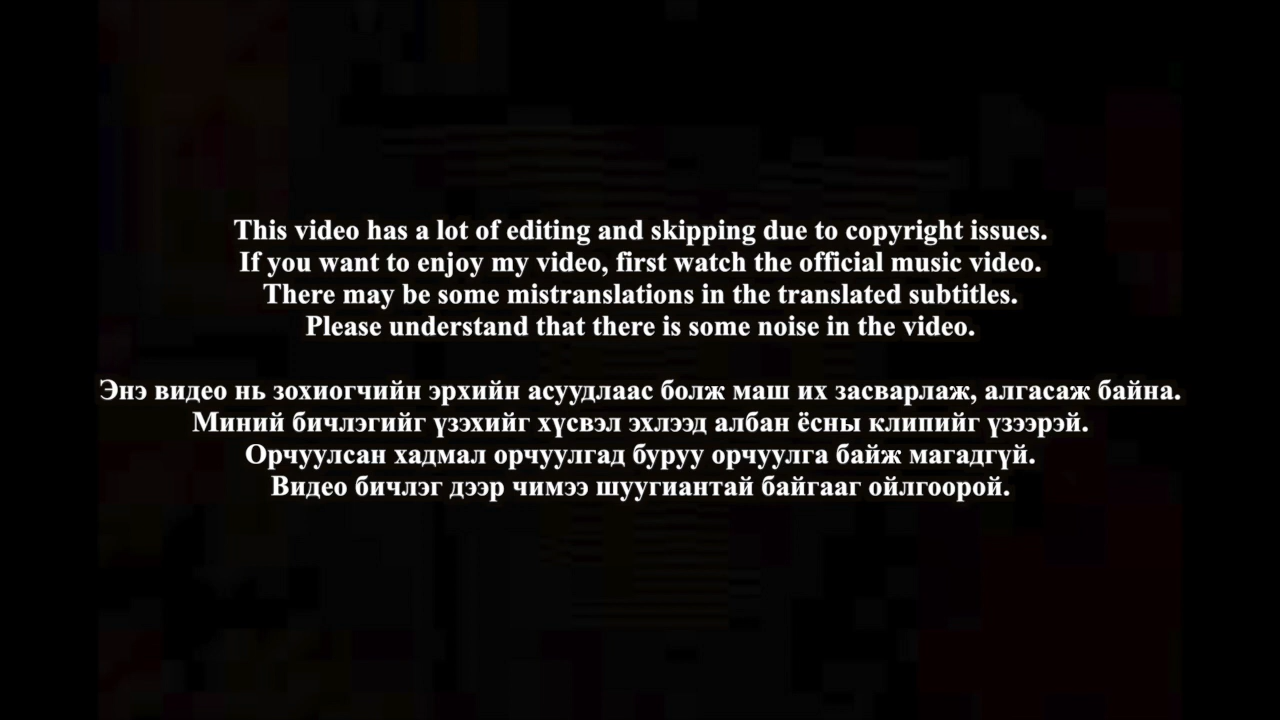 This video has a lot of editing and skipping due to copyright issues.
If you want to enjoy my video, first watch the official music video.
There may be some mistranslations in the translated subtitles.
Please understand that there is some noise in the video.
Энэ видео нь зохиогчийн эрхийн асуудлаас болж маш их засварлаж, алгасаж байна.
Миний бичлэгийг үзэхийг хүсвэл эхлээд албан ёсны клипийг үзээрэй.
Орчуулсан хадмал орчуулгад буруу орчуулга байж магадгүй.
Видео бичлэг дээр чимээ шуугиантай байгааг ойлгоорой.